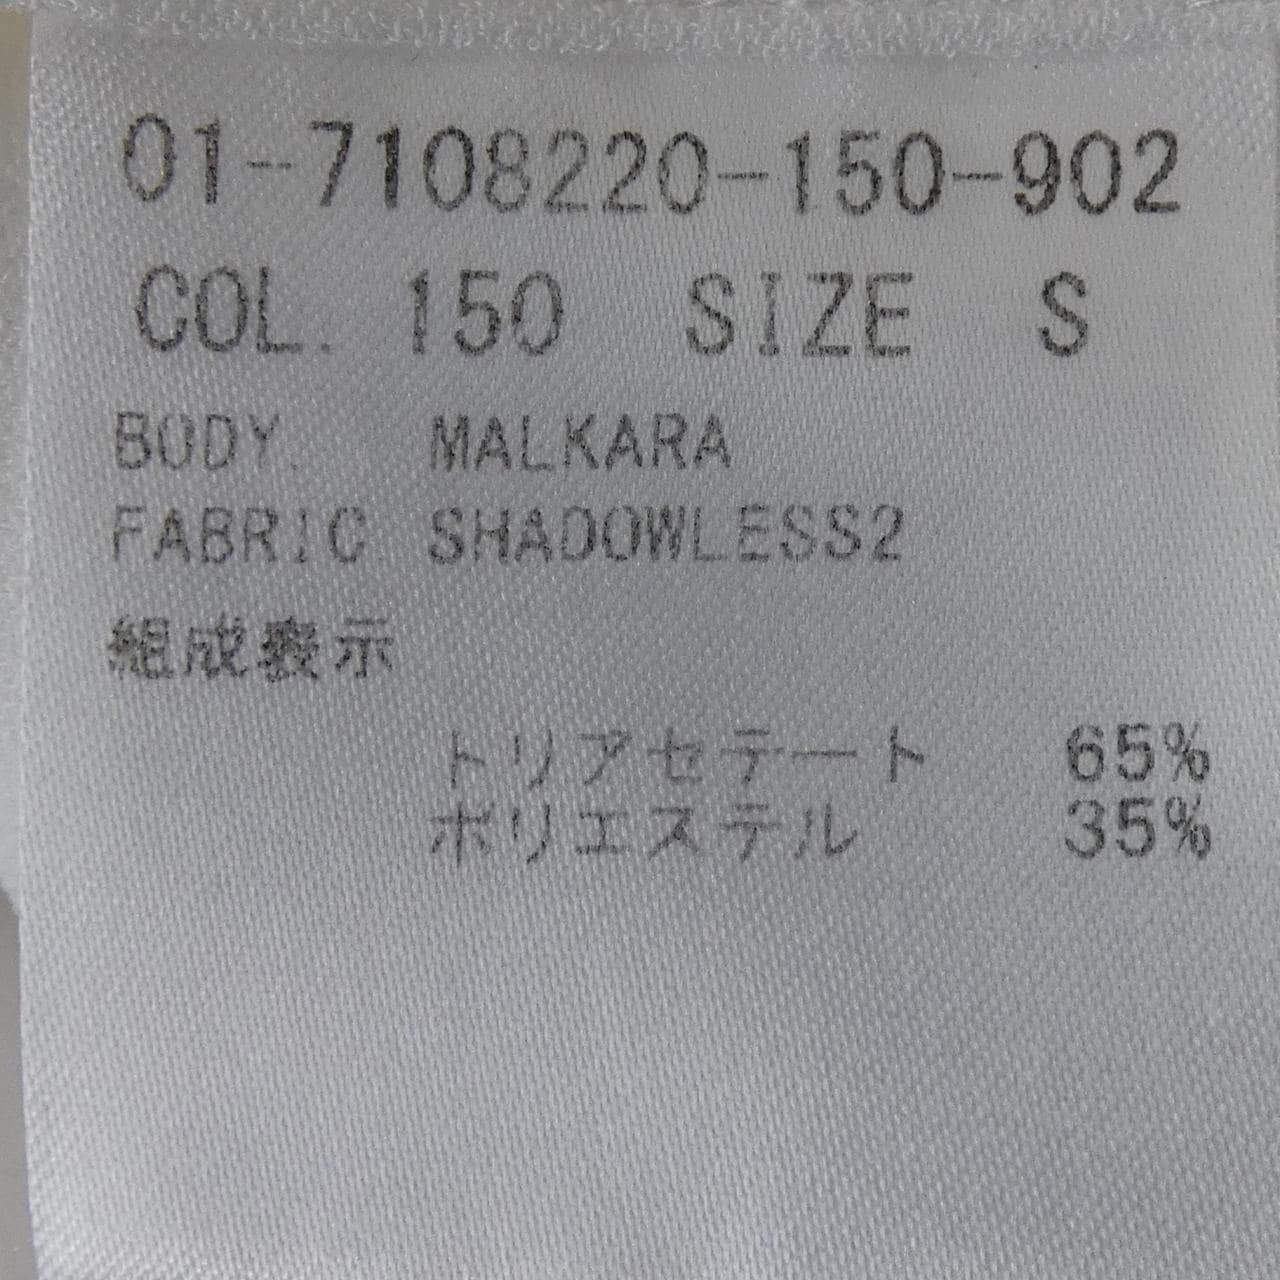 01-7108220-150-902
COL. 150 SIZE S
BODY. MALKARA
FABRIC SHADOWLESS2
組成表示
トリアセテート 65%
ポリエステル 35%